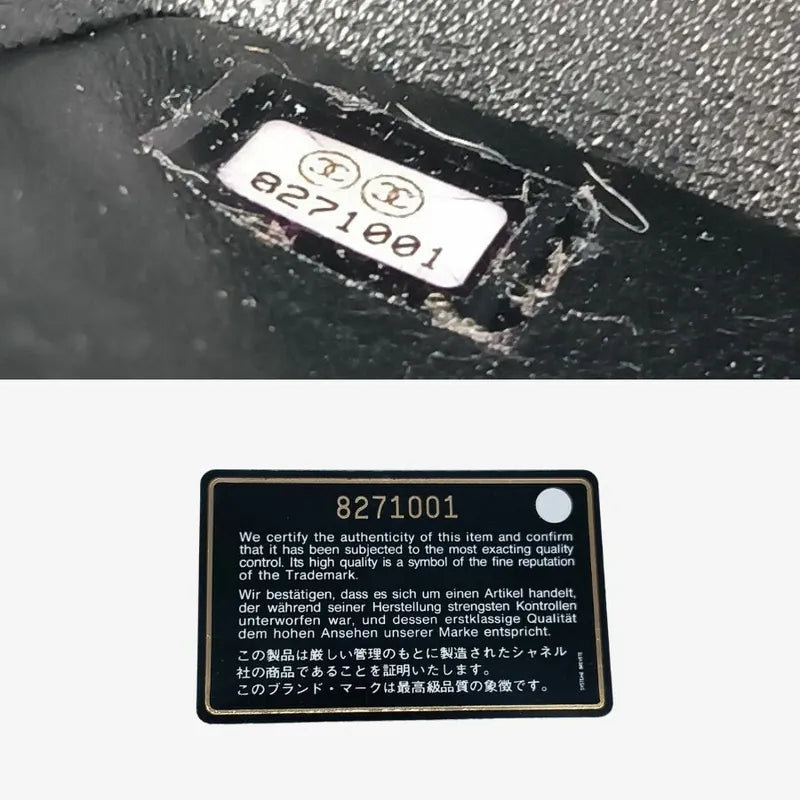 8271001
8271001
We certify the authenticity of this item and confirm
that it has been subjected to the most exacting quality
control. Its high quality is a symbol of the fine reputation
of the Trademark.
Wir bestätigen, dass es sich um einen Artikel handelt,
der während seiner Herstellung strengsten Kontrollen
unterworfen war, und dessen erstklassige Qualität
dem hohen Ansehen unserer Marke entspricht.
この製品は厳しい管理のもとに製造されたシャネル
社の商品であることを証明いたします。
このブランド・マークは最高級品質の象徴です。
SYSTEME BREVETE